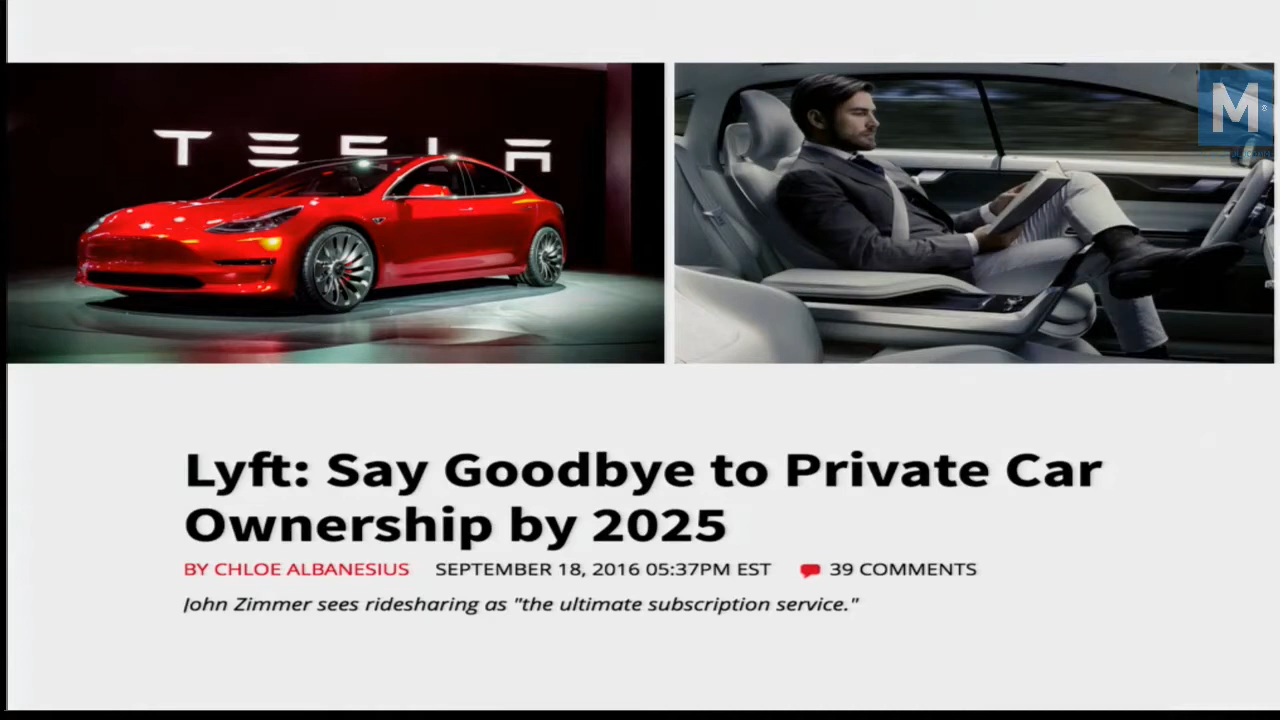 TESLA
M
Lyft: Say Goodbye to Private Car
Ownership by 2025
BY CHLOE ALBANESIUS SEPTEMBER 18, 2016 05:37PM EST 39 COMMENTS
John Zimmer sees ridesharing as "the ultimate subscription service."